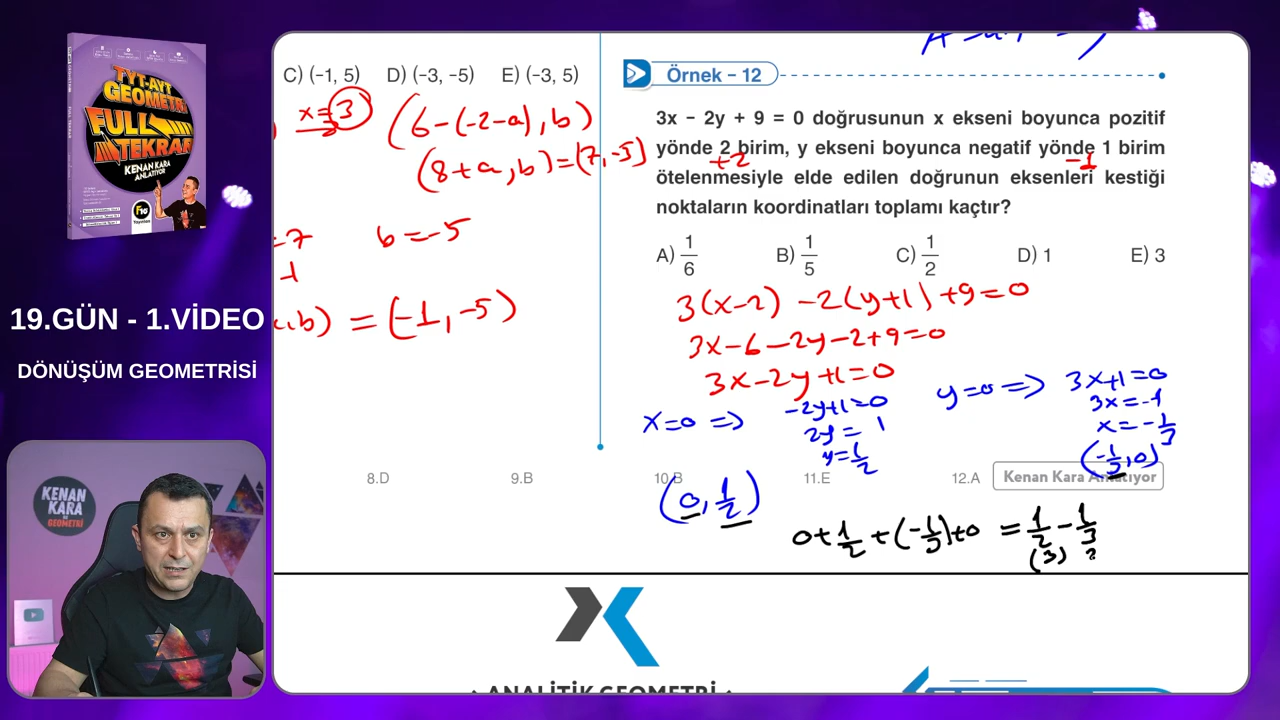 TYT-AYT
GEOMETRİ
FULL
TEKRAR
KENAN KARA
ANLATIYOR
19.GÜN - 1.VİDEO
DÖNÜŞÜM GEOMETRİSİ
KENAN
KARA
GEOMETRİ
C) (−1, 5) D) (−3, −5) E) (−3, 5)
x=3
(6-(-2-a), b)
(8+a, b) = (7, -5)
=7 b=-5
-1
b) = (-1, -5)
8.D 9.B 10.B 11.E 12.A
Örnek – 12
3x − 2y + 9 = 0 doğrusunun x ekseni boyunca pozitif
yönde 2 birim, y ekseni boyunca negatif yönde 1 birim
+2 -1
ötelenmesiyle elde edilen doğrunun eksenleri kestiği
noktaların koordinatları toplamı kaçtır?
A) 1/6 B) 1/5 C) 1/2 D) 1 E) 3
3(x-2) -2(y+1) +9=0
3x-6-2y-2+9=0
3x-2y+1=0
x=0 ⇒ -2y+1=0
2y=1
y=1/2
(0, 1/2)
y=0 ⇒ 3x+1=0
3x=-1
x=-1/3
(-1/3, 0)
Kenan Kara Anlatıyor
0+1/2+(-1/3)+0 = 1/2 - 1/3
(3) 2
ANALİTİK GEOMETRİ